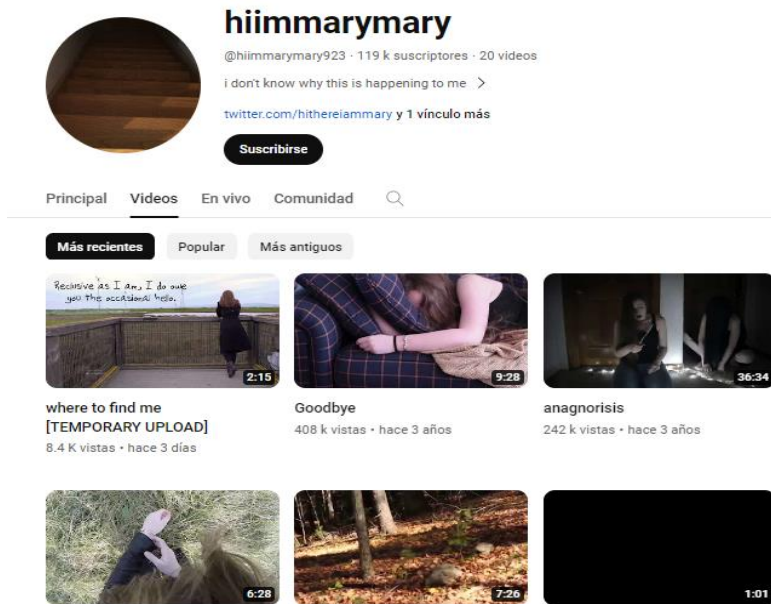 hiimmarymary
@hiimmarymary923 · 119 k suscriptores · 20 videos
i don't know why this is happening to me >
twitter.com/hithereiammary y 1 vínculo más
Suscribirse
Principal Videos En vivo Comunidad
Más recientes Popular Más antiguos
Reclusive as I am, I do owe
you the occasional hello.
2:15
9:28
36:34
where to find me
[TEMPORARY UPLOAD]
8.4 K vistas • hace 3 días
Goodbye
408 k vistas • hace 3 años
anagnorisis
242 k vistas • hace 3 años
6:28
7:26
1:01